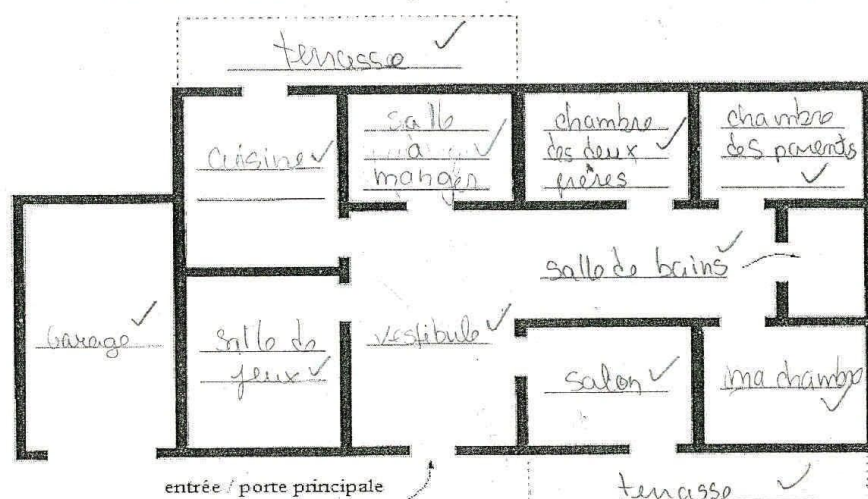 terrasse
cuisine
salle
à
manger
chambre
des deux
frères
chambre
des parents
salle de bains
garage
salle de
jeux
vestibule
salon
ma chambre
entrée / porte principale
terrasse